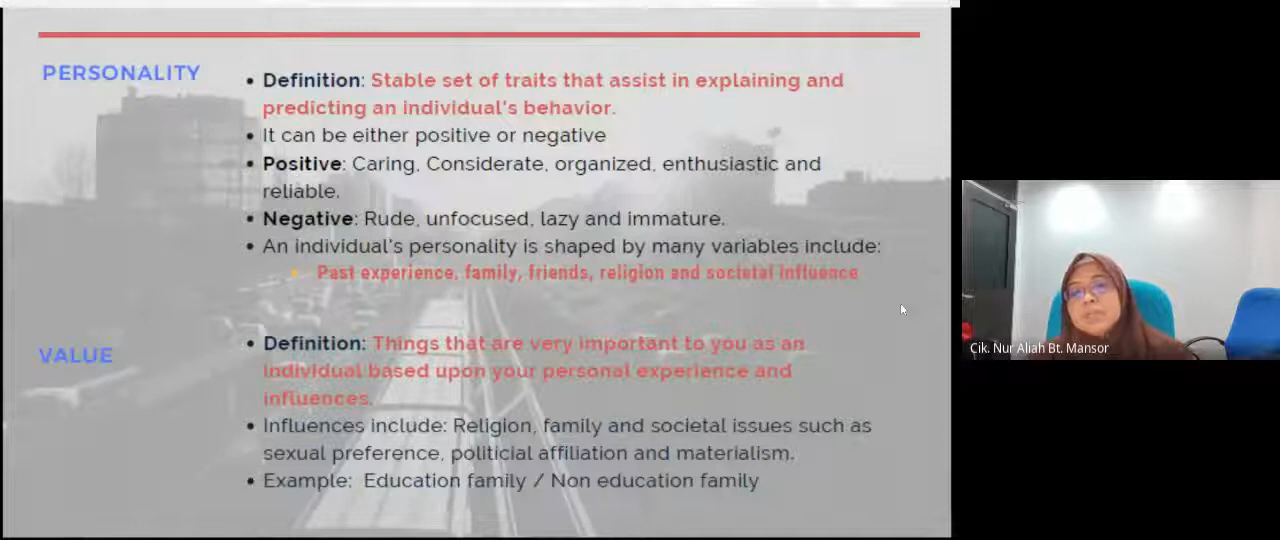 PERSONALITY
• Definition: Stable set of traits that assist in explaining and
predicting an individual's behavior.
• It can be either positive or negative
• Positive: Caring, Considerate, organized, enthusiastic and
reliable.
• Negative: Rude, unfocused, lazy and immature.
• An individual's personality is shaped by many variables include:
• Past experience, family, friends, religion and societal influence
VALUE
• Definition: Things that are very important to you as an
individual based upon your personal experience and
influences.
• Influences include: Religion, family and societal issues such as
sexual preference, politicial affiliation and materialism.
• Example: Education family / Non education family
Cik. Nur Aliah Bt. Mansor